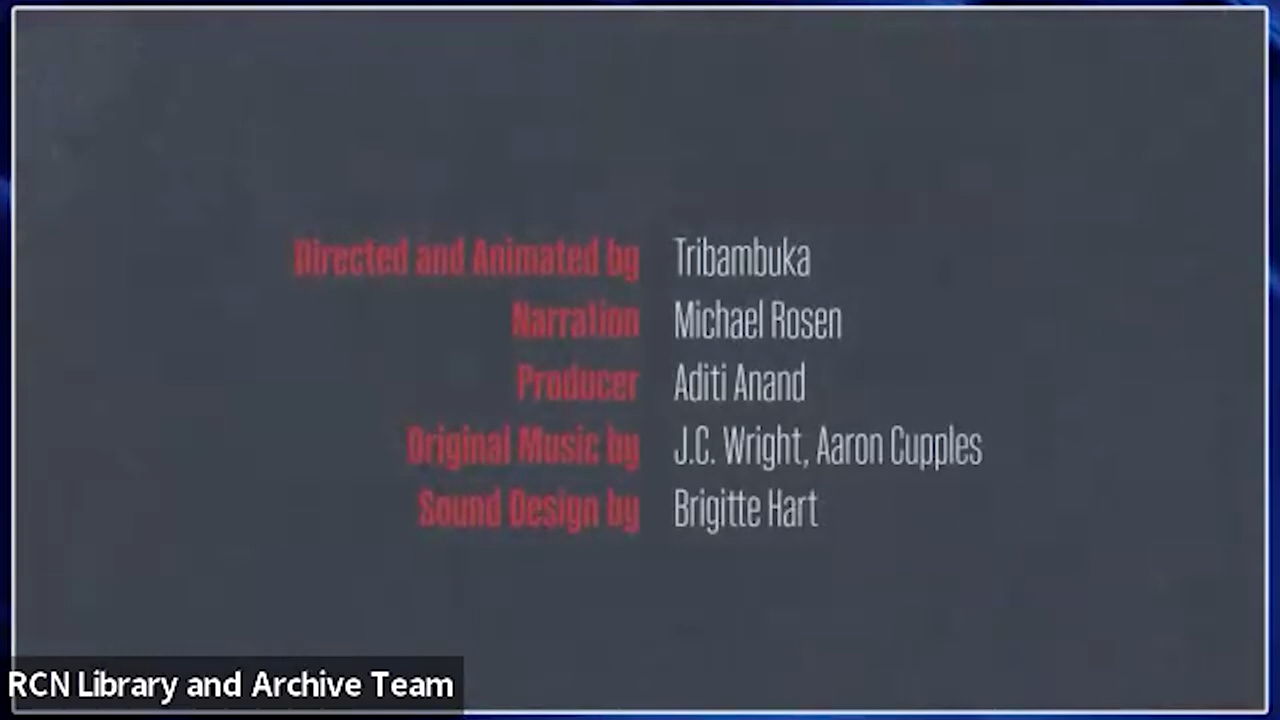 Directed and Animated by Tribambuka
Narration Michael Rosen
Producer Aditi Anand
Original Music by J.C. Wright, Aaron Cupples
Sound Design by Brigitte Hart
RCN Library and Archive Team